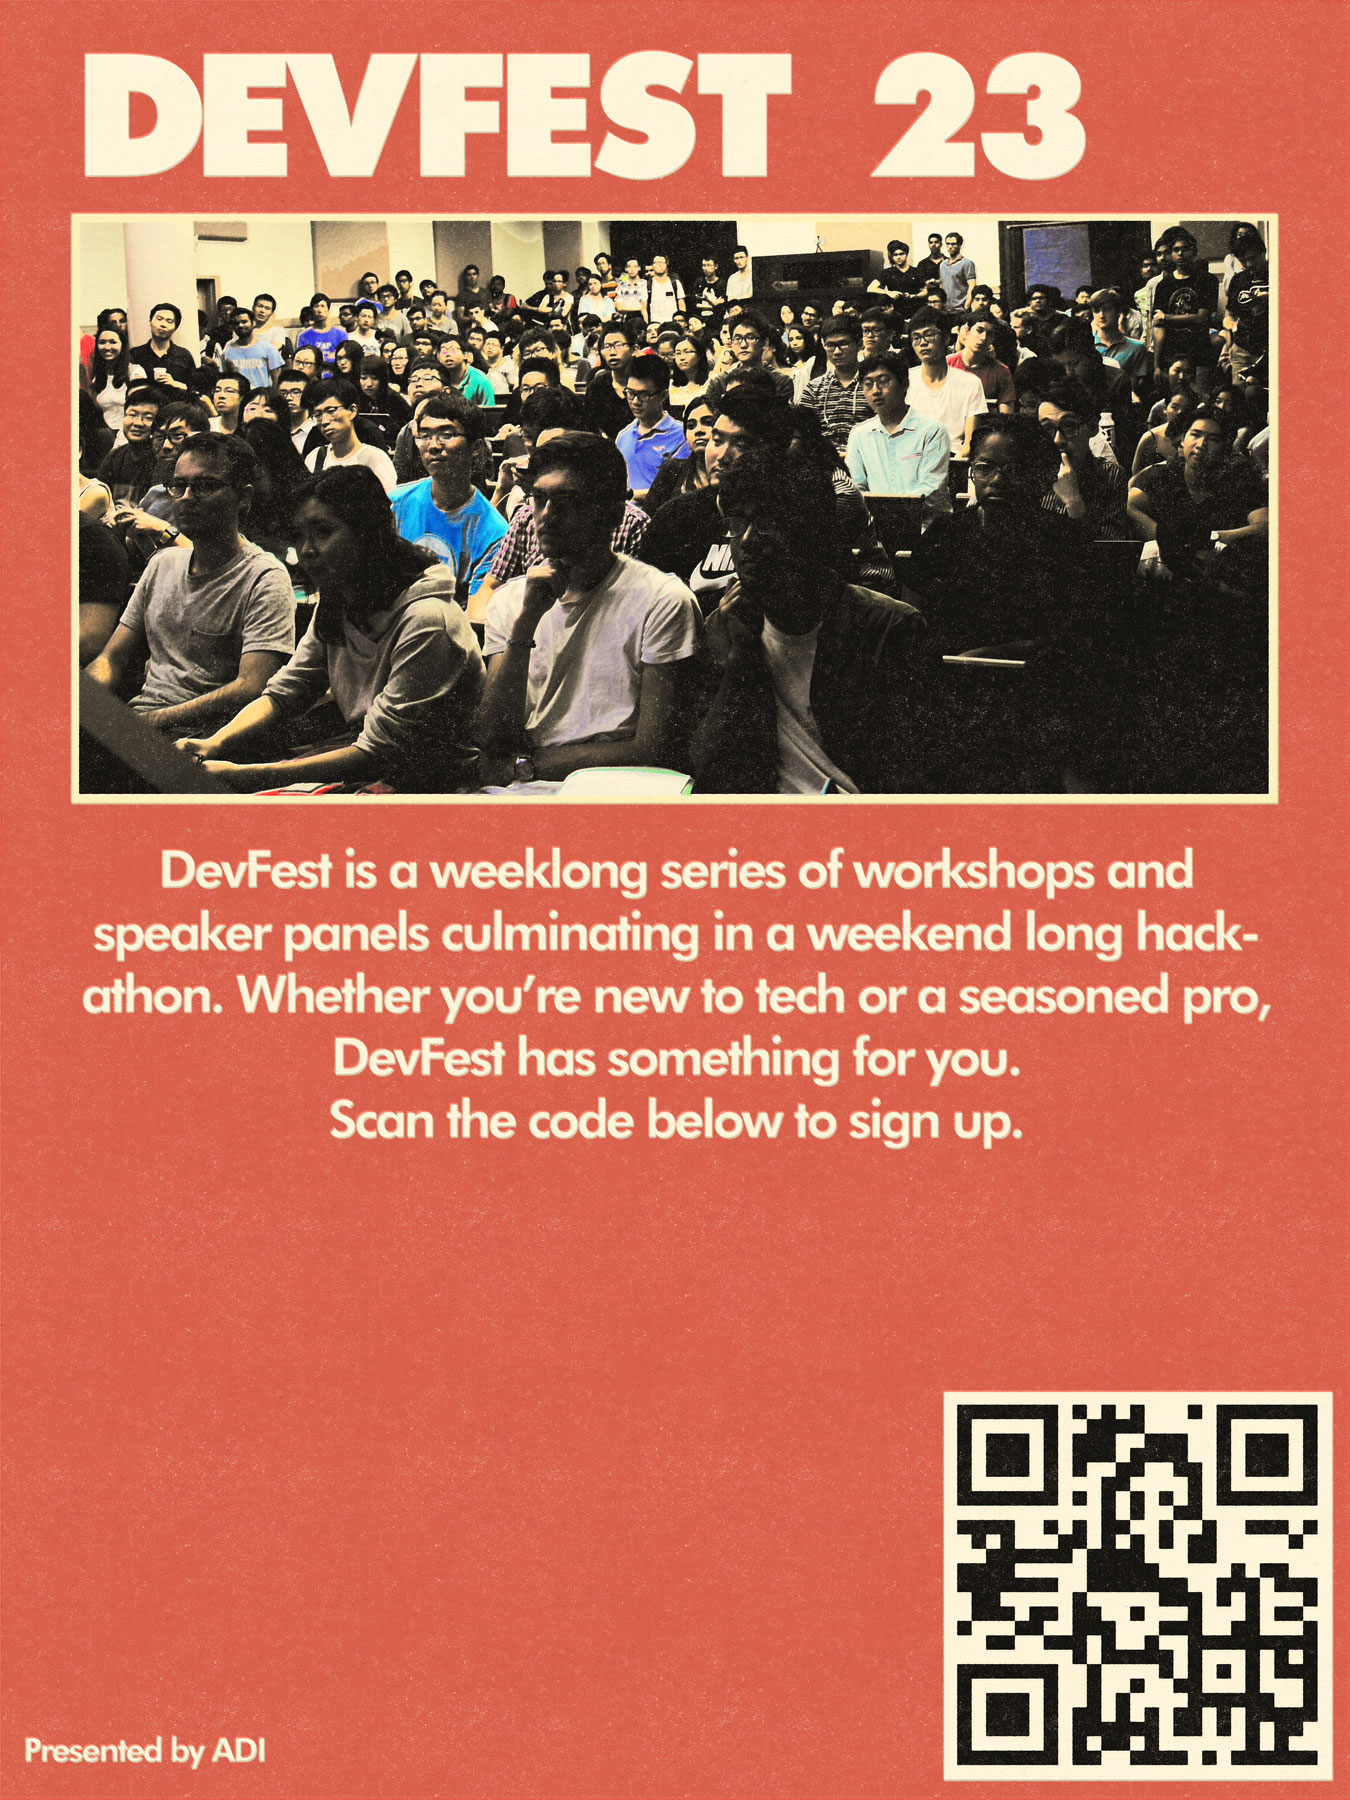 DEVFEST 23
DevFest is a weeklong series of workshops and
speaker panels culminating in a weekend long hack-
athon. Whether you’re new to tech or a seasoned pro,
DevFest has something for you.
Scan the code below to sign up.
Presented by ADI